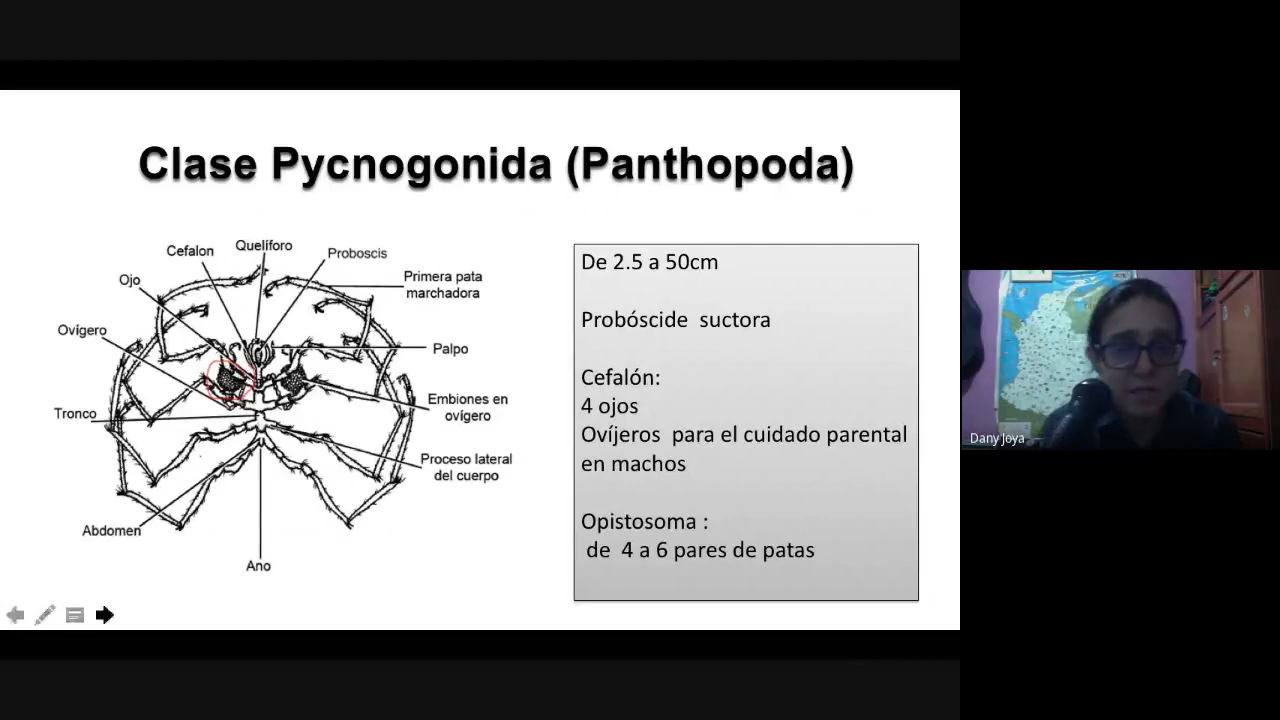 Clase Pycnogonida (Panthopoda)
Cefalon
Quelíforo
Proboscis
Ojo
Primera pata
marchadora
Ovígero
Palpo
Tronco
Embiones en
ovígero
Proceso lateral
del cuerpo
Abdomen
Ano
De 2.5 a 50cm
Probóscide suctora
Cefalón:
4 ojos
Ovíjeros para el cuidado parental
en machos
Opistosoma :
de 4 a 6 pares de patas
Dany Joya